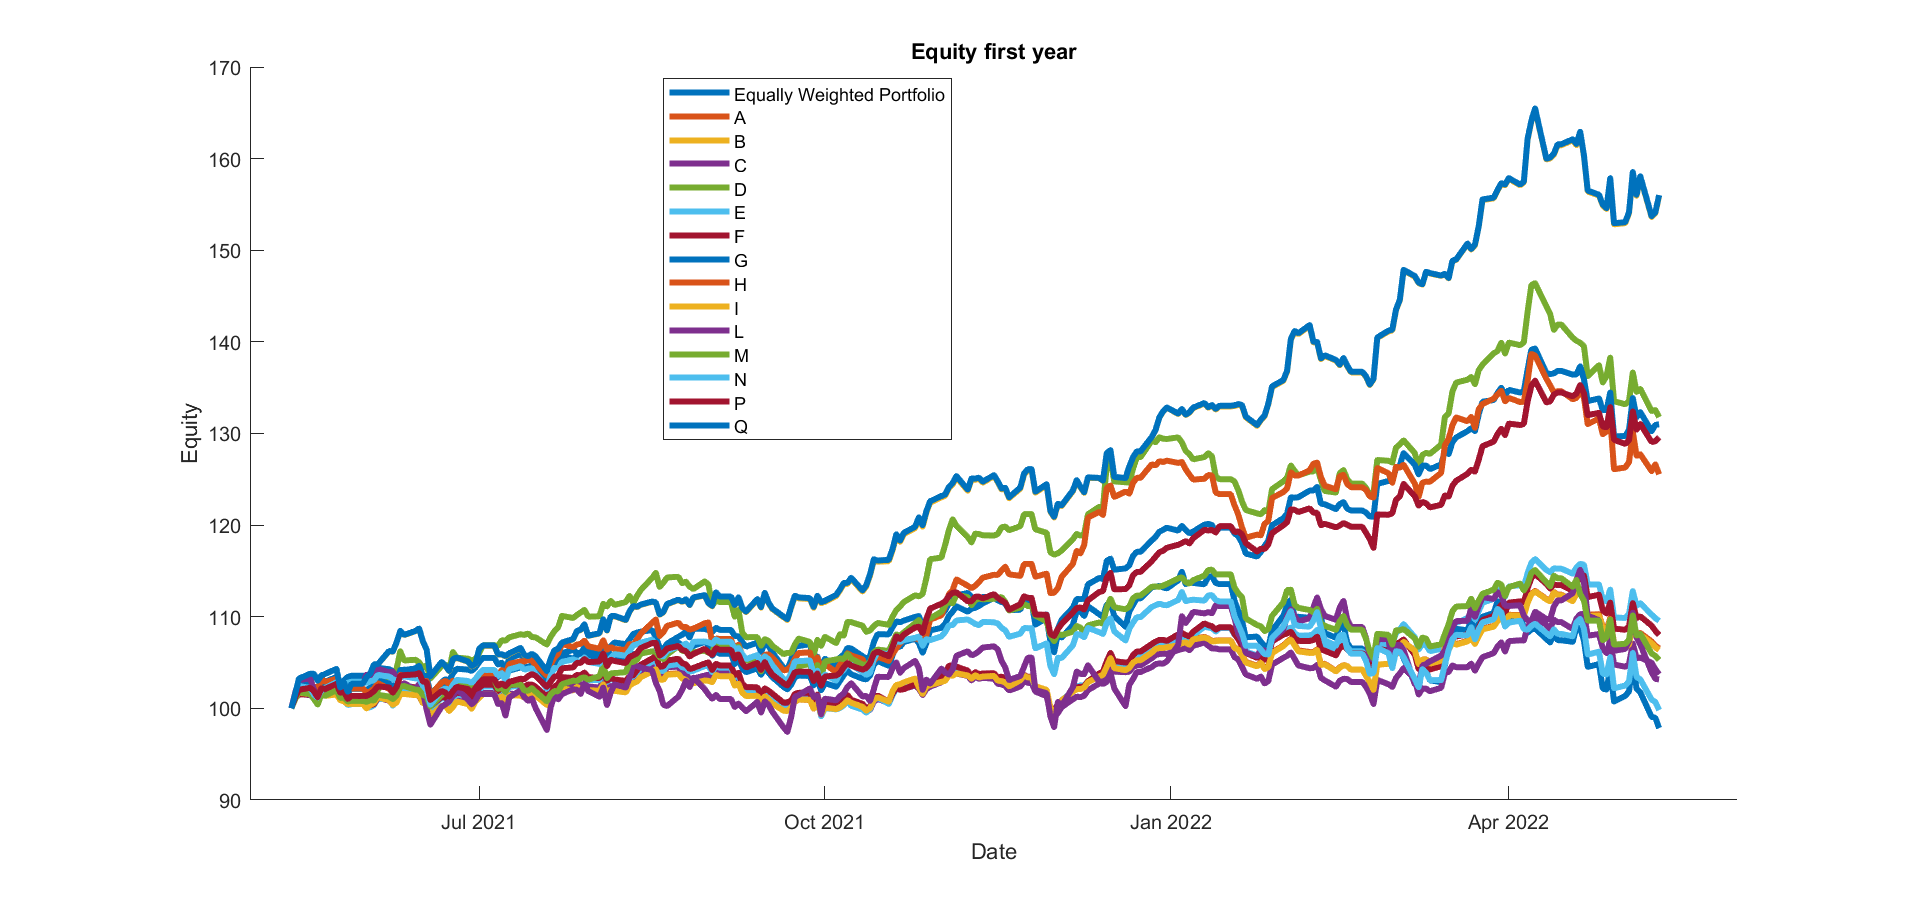 Equity first year
170
160
150
140
130
120
110
100
90
Equity
Equally Weighted Portfolio
A
B
C
D
E
F
G
H
I
L
M
N
P
Q
Jul 2021
Oct 2021
Jan 2022
Apr 2022
Date